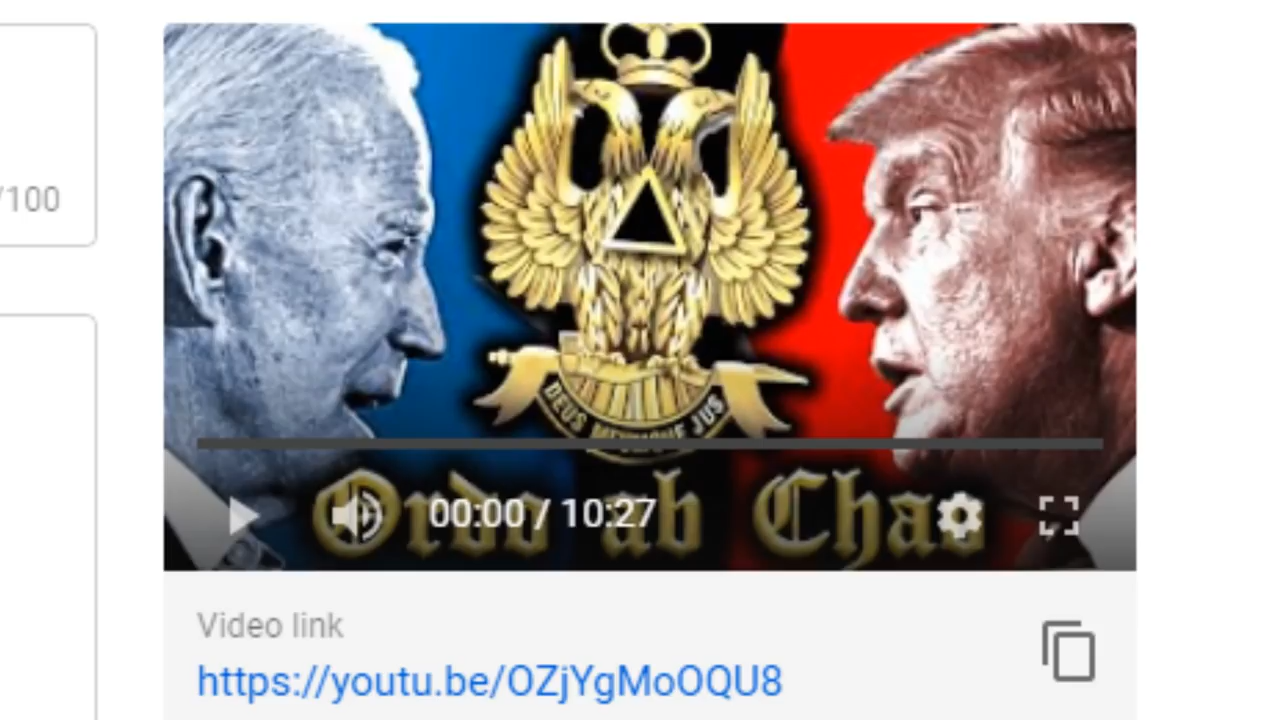 /100
DEUS MEUMQUE JUS
Ordo ab Chao
00:00 / 10:27
Video link
https://youtu.be/OZjYgMoOQU8